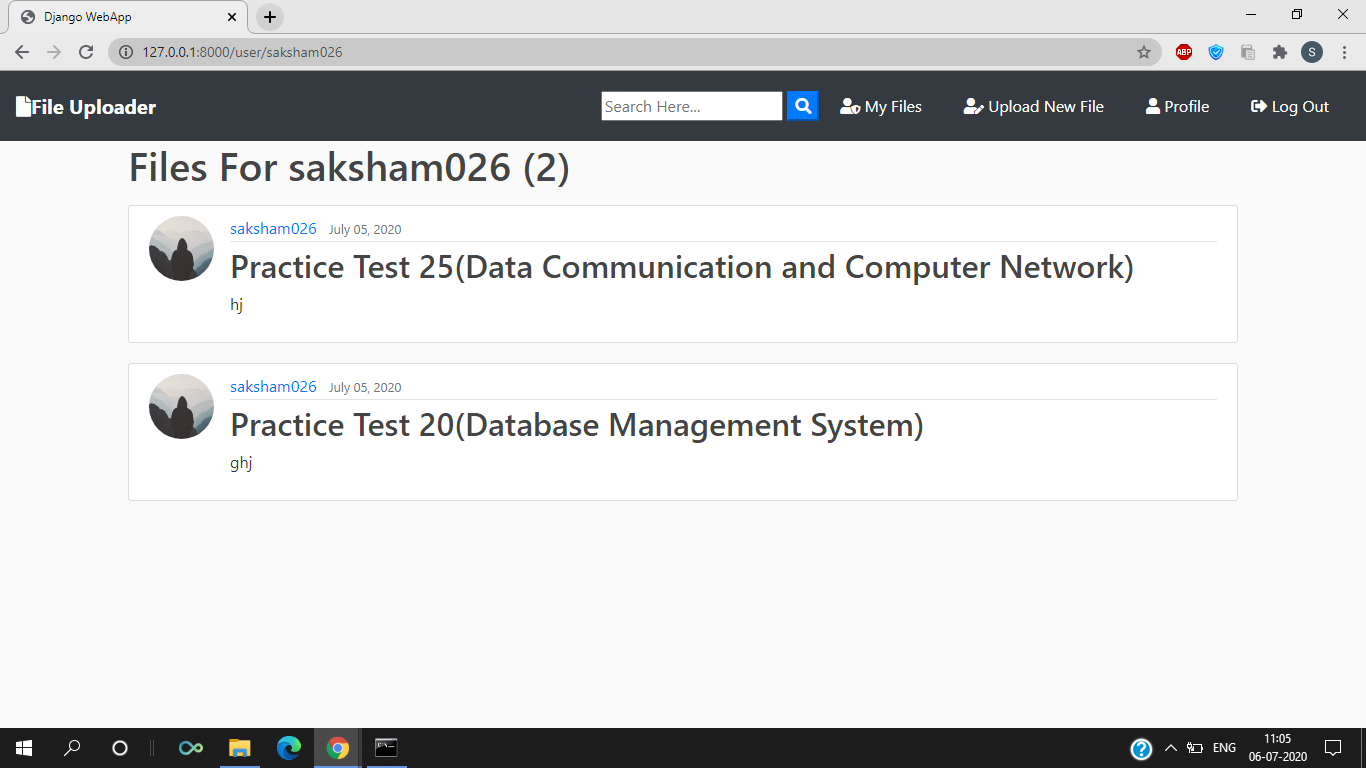 Django WebApp
127.0.0.1:8000/user/saksham026
ABP
S
File Uploader
Search Here...
My Files
Upload New File
Profile
Log Out
Files For saksham026 (2)
saksham026 July 05, 2020
Practice Test 25(Data Communication and Computer Network)
hj
saksham026 July 05, 2020
Practice Test 20(Database Management System)
ghj
ENG
11:05
06-07-2020